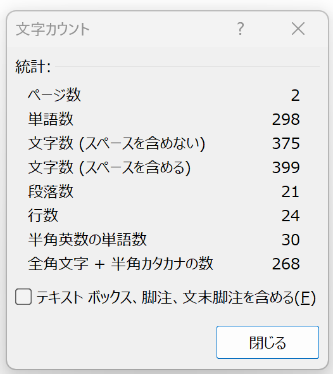 文字カウント ? ×
統計:
ページ数 2
単語数 298
文字数 (スペースを含めない) 375
文字数 (スペースを含める) 399
段落数 21
行数 24
半角英数の単語数 30
全角文字 + 半角カタカナの数 268
テキスト ボックス、脚注、文末脚注を含める(F)
閉じる